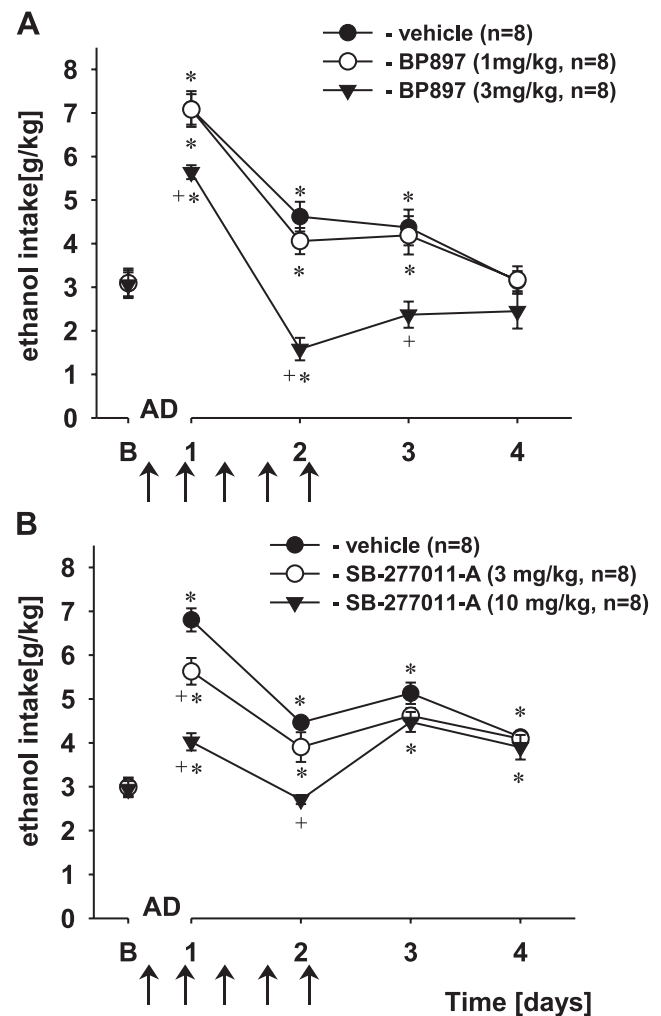 A
- vehicle (n=8)
- BP897 (1mg/kg, n=8)
- BP897 (3mg/kg, n=8)
ethanol intake[g/kg]
8
7
6
5
4
3
2
1
0
*
*
+*
*
*
+*
*
*
+
AD
B 1 2 3 4
B
- vehicle (n=8)
- SB-277011-A (3 mg/kg, n=8)
- SB-277011-A (10 mg/kg, n=8)
ethanol intake[g/kg]
8
7
6
5
4
3
2
1
0
*
+*
+*
*
*
+
*
*
*
*
AD
B 1 2 3 4
Time [days]